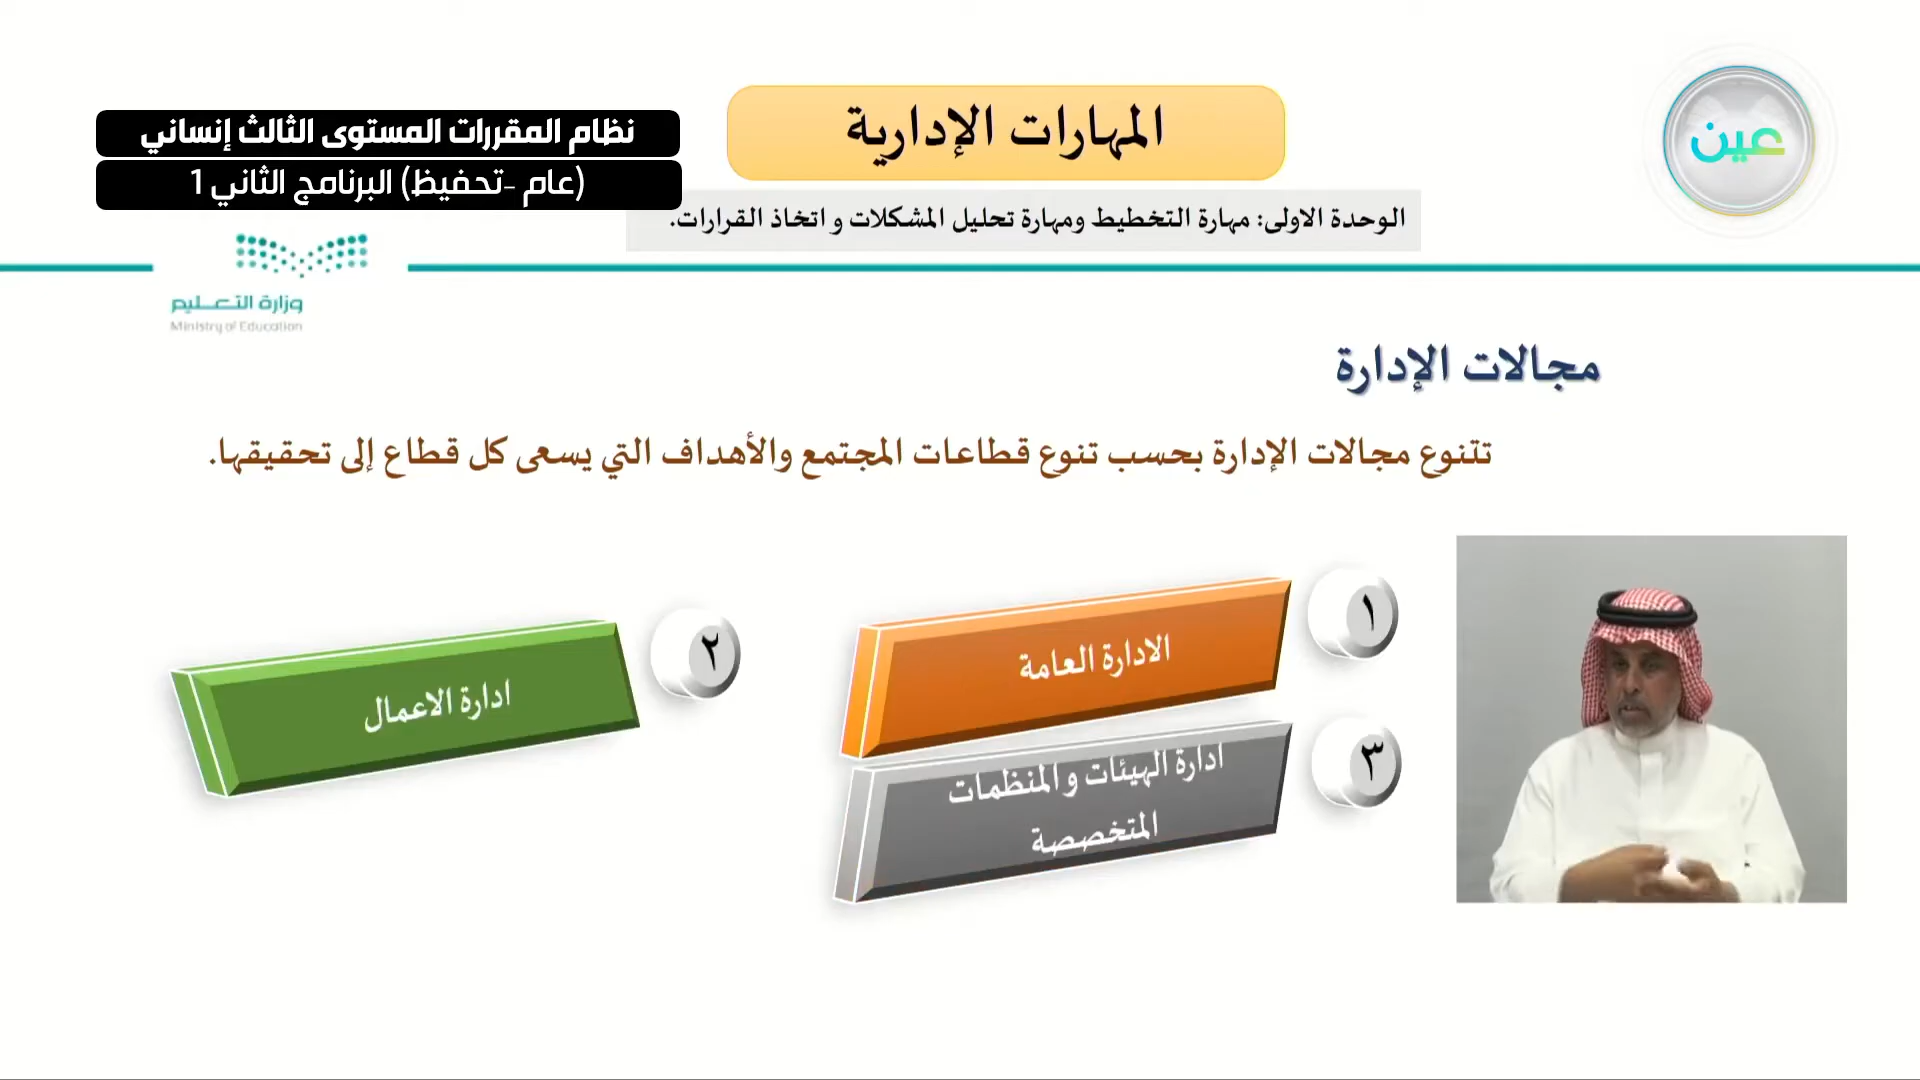 المهارات الإدارية
نظام المقررات المستوى الثالث إنساني
(عام -تحفيظ) البرنامج الثاني 1
عين
الوحدة الاولى: مهارة التخطيط ومهارة تحليل المشكلات و اتخاذ القرارات.
وزارة التعـــليم
Ministry of Education
مجالات الإدارة
تتنوع مجالات الإدارة بحسب تنوع قطاعات المجتمع والأهداف التي يسعى كل قطاع إلى تحقيقها.
١
الادارة العامة
٢
ادارة الاعمال
٣
ادارة الهيئات والمنظمات
المتخصصة